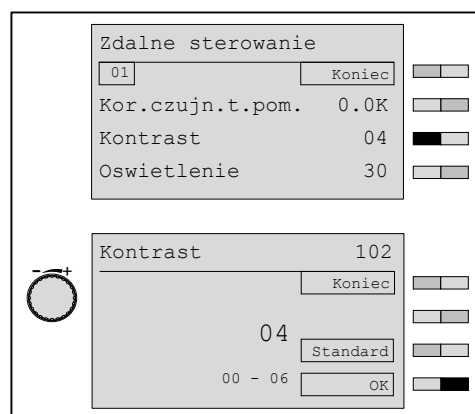 Zdalne sterowanie
01 Koniec
Kor.czujn.t.pom. 0.0K
Kontrast 04
Oswietlenie 30
Kontrast 102
Koniec
04
Standard
00 - 06 OK
- +